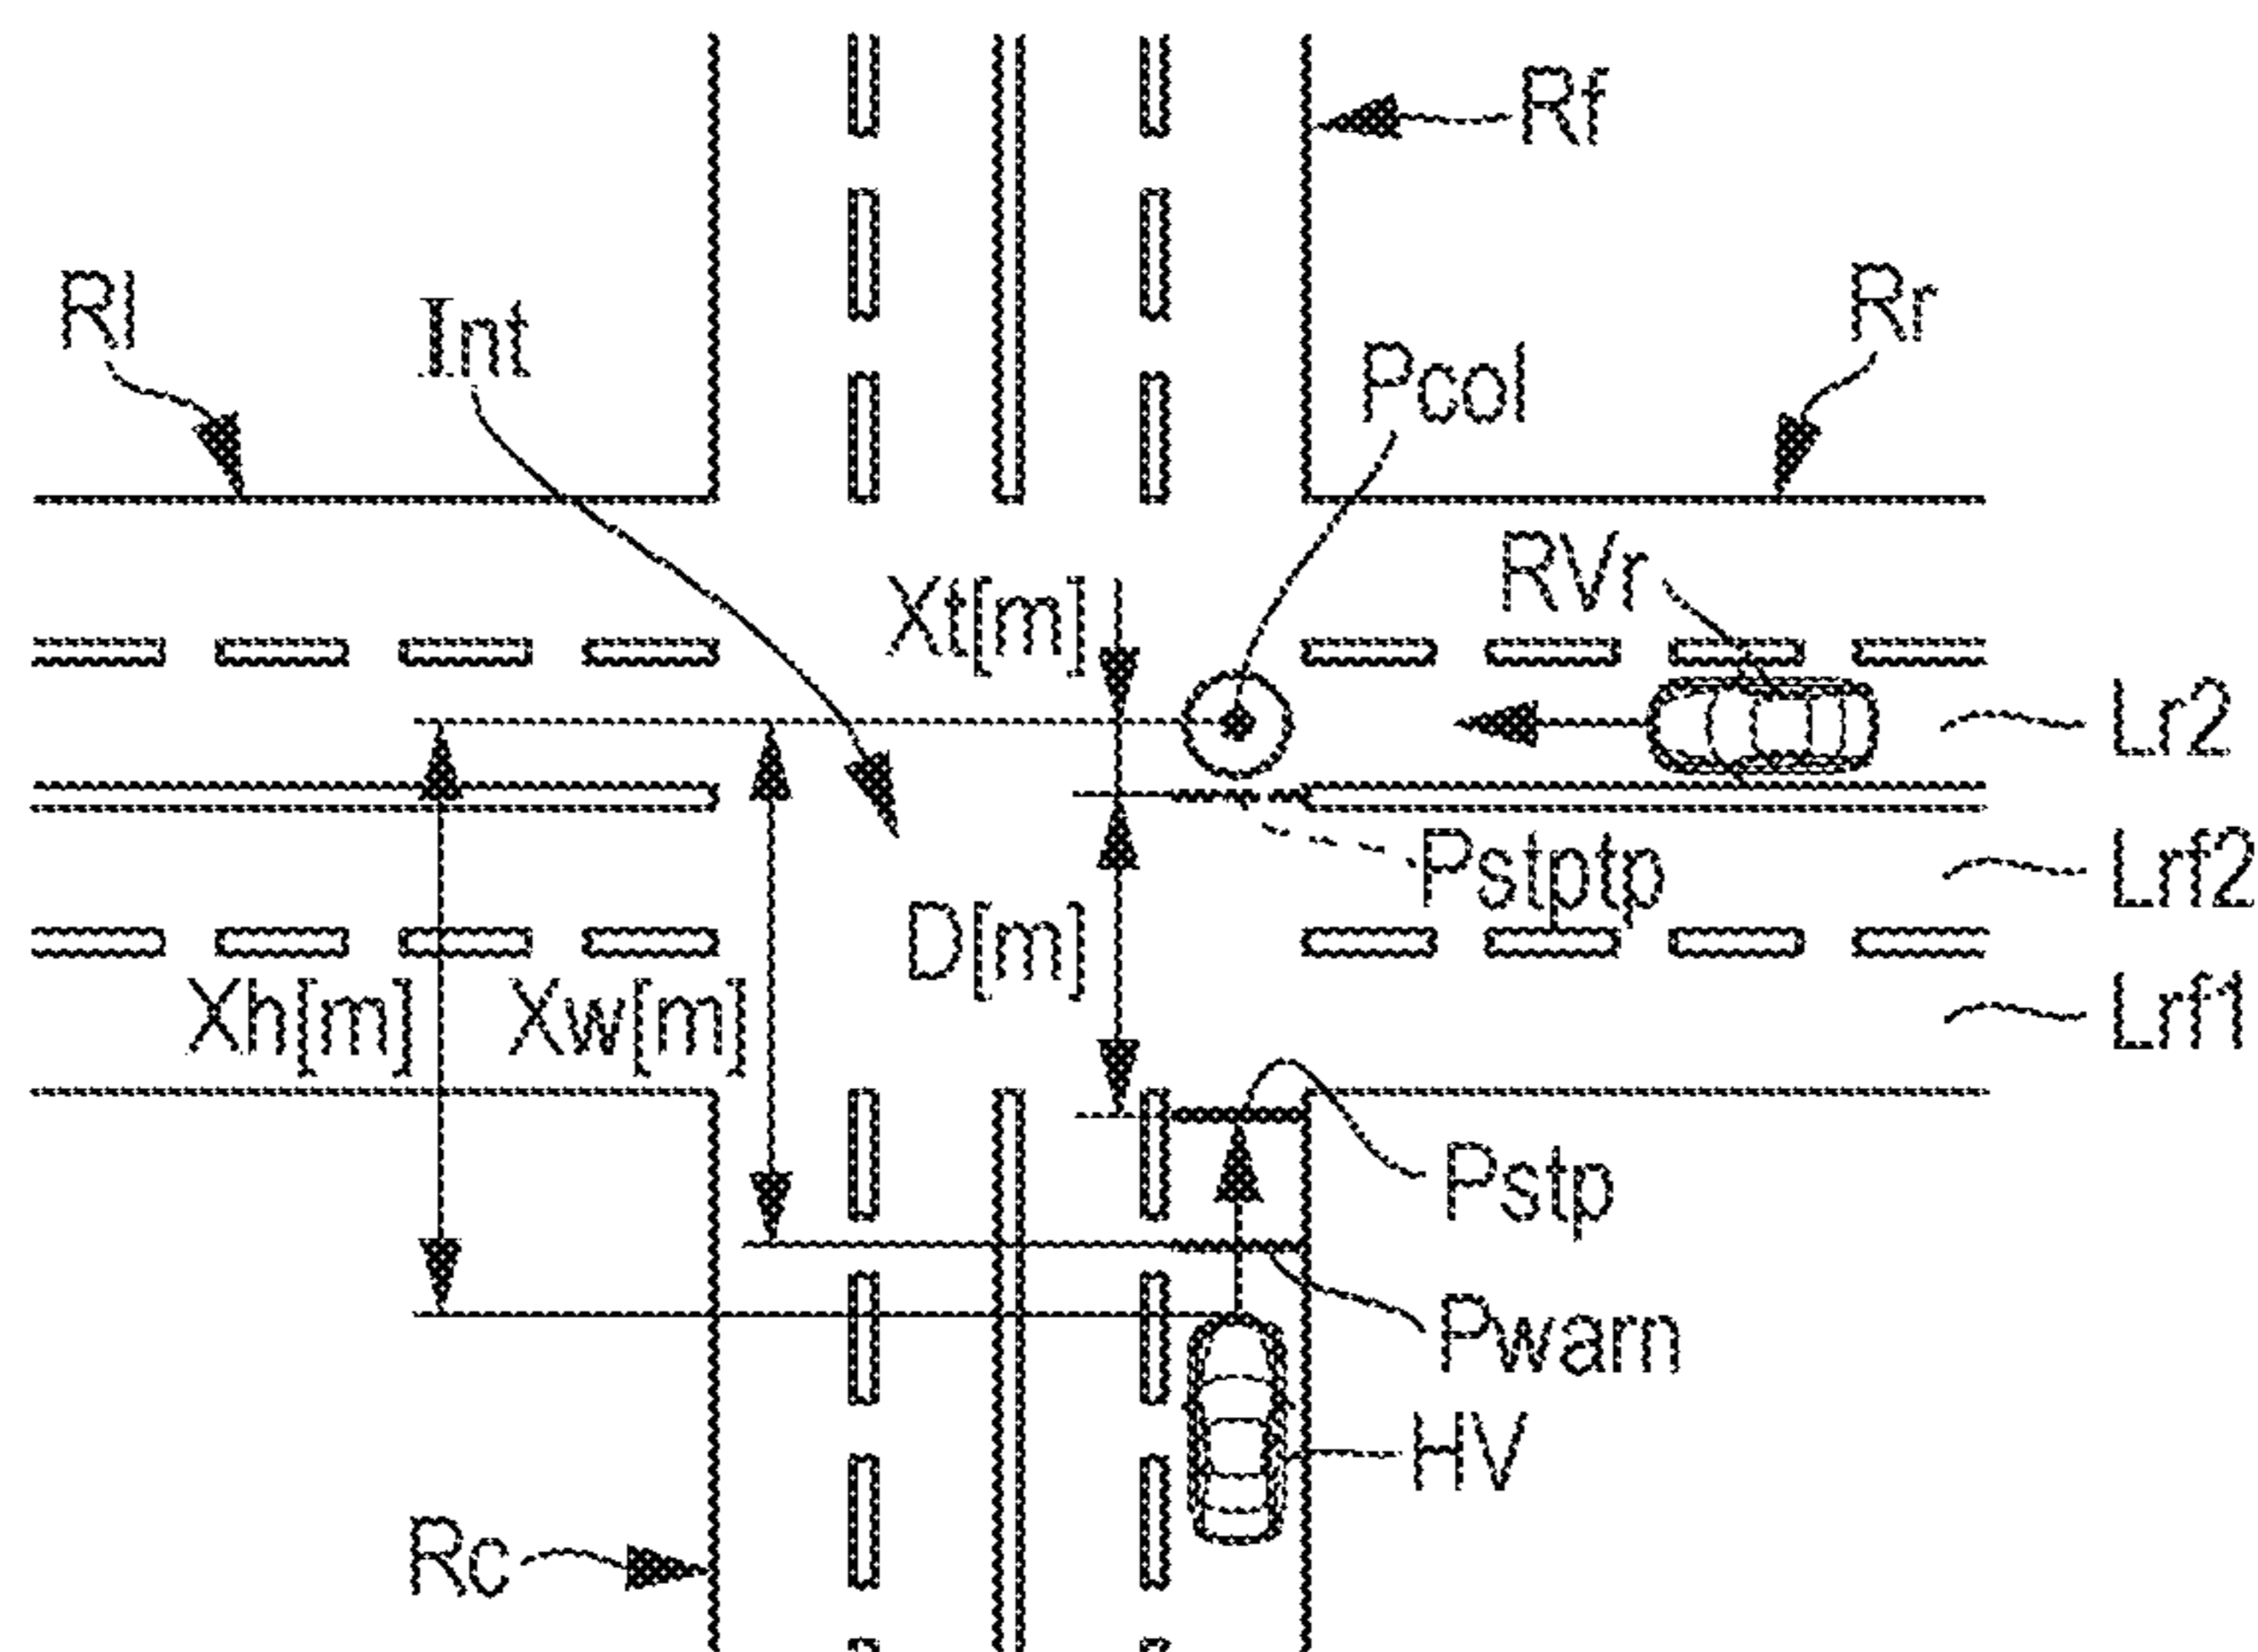 Rf
Rl
Int
Rr
Pcol
RVr
Xt[m]
Lr2
Pstptp
Lrf2
D[m]
Xh[m]
Xw[m]
Lrf1
Pstp
Pwarn
HV
Rc